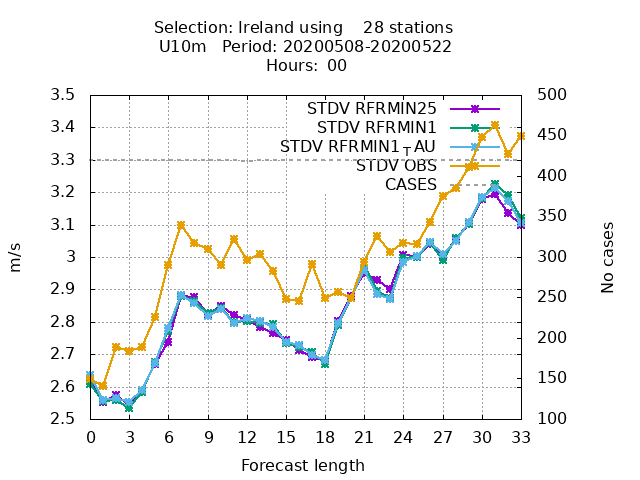 Selection: Ireland using    28 stations
U10m   Period: 20200508-20200522
Hours:  00
STDV RFRMIN25
STDV RFRMIN1
STDV RFRMIN1┬AU
STDV OBS
CASES
m/s
3.5
3.4
3.3
3.2
3.1
3
2.9
2.8
2.7
2.6
2.5
500
450
400
350
300
250
200
150
100
No cases
0 3 6 9 12 15 18 21 24 27 30 33
Forecast length